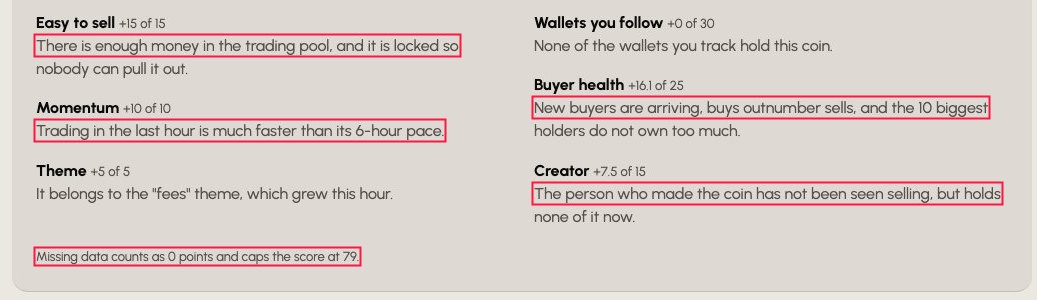 Easy to sell +15 of 15
There is enough money in the trading pool, and it is locked so
nobody can pull it out.
Momentum +10 of 10
Trading in the last hour is much faster than its 6-hour pace.
Theme +5 of 5
It belongs to the "fees" theme, which grew this hour.
Wallets you follow +0 of 30
None of the wallets you track hold this coin.
Buyer health +16.1 of 25
New buyers are arriving, buys outnumber sells, and the 10 biggest
holders do not own too much.
Creator +7.5 of 15
The person who made the coin has not been seen selling, but holds
none of it now.
Missing data counts as 0 points and caps the score at 79.